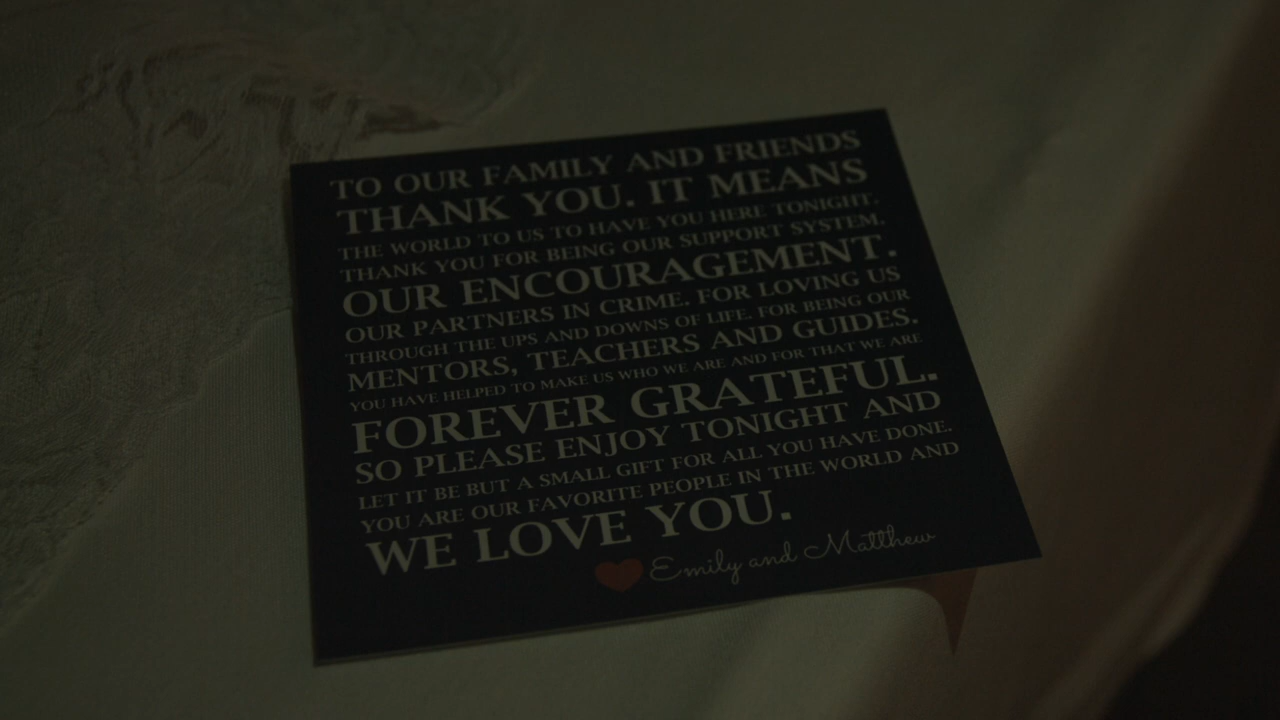 TO OUR FAMILY AND FRIENDS
THANK YOU. IT MEANS
THE WORLD TO US TO HAVE YOU HERE TONIGHT.
THANK YOU FOR BEING OUR SUPPORT SYSTEM.
OUR ENCOURAGEMENT.
OUR PARTNERS IN CRIME. FOR LOVING US
THROUGH THE UPS AND DOWNS OF LIFE. FOR BEING OUR
MENTORS, TEACHERS AND GUIDES.
YOU HAVE HELPED TO MAKE US WHO WE ARE AND FOR THAT WE ARE
FOREVER GRATEFUL.
SO PLEASE ENJOY TONIGHT AND
LET IT BE BUT A SMALL GIFT FOR ALL YOU HAVE DONE.
YOU ARE OUR FAVORITE PEOPLE IN THE WORLD AND
WE LOVE YOU.
Emily and Matthew